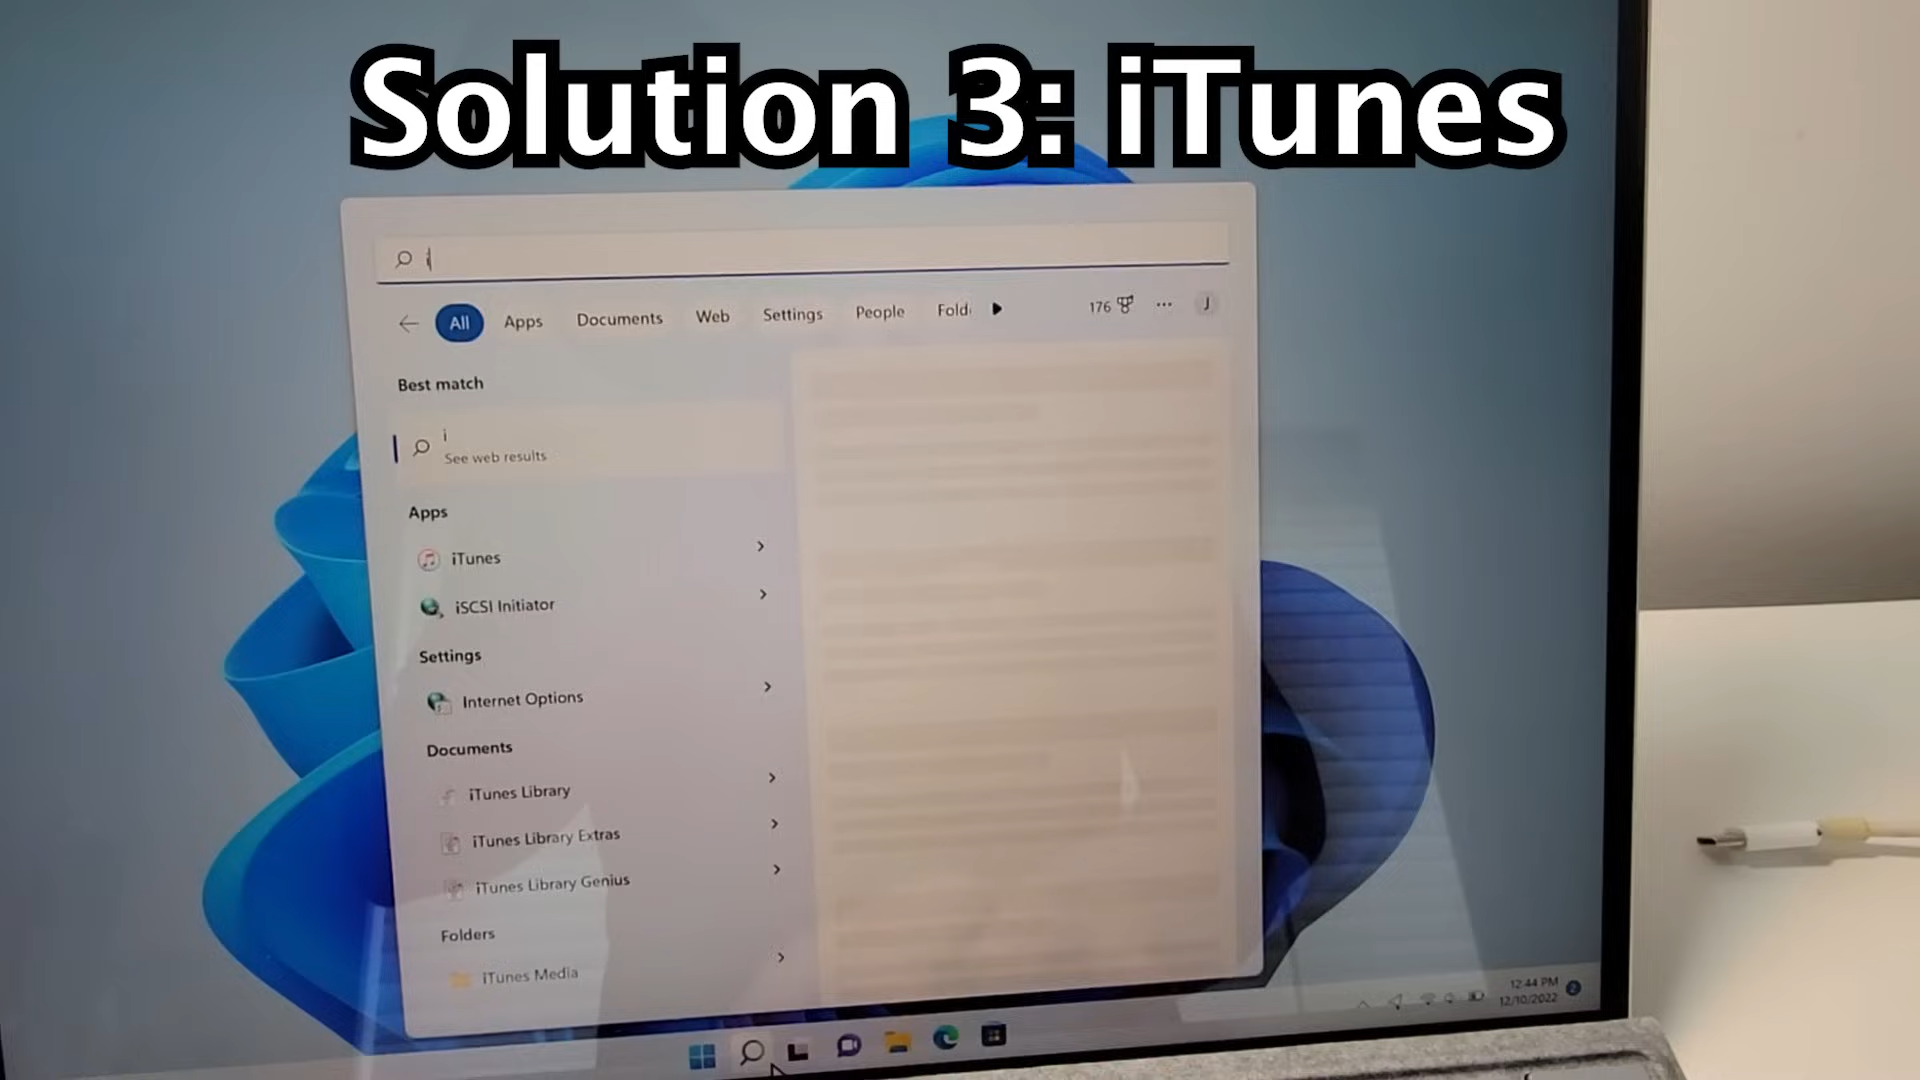 Solution 3: iTunes
i
All Apps Documents Web Settings People Fold 176 ... J
Best match
i
See web results
Apps
iTunes
iSCSI Initiator
Settings
Internet Options
Documents
iTunes Library
iTunes Library Extras
iTunes Library Genius
Folders
iTunes Media
12:44 PM
12/10/2022
2